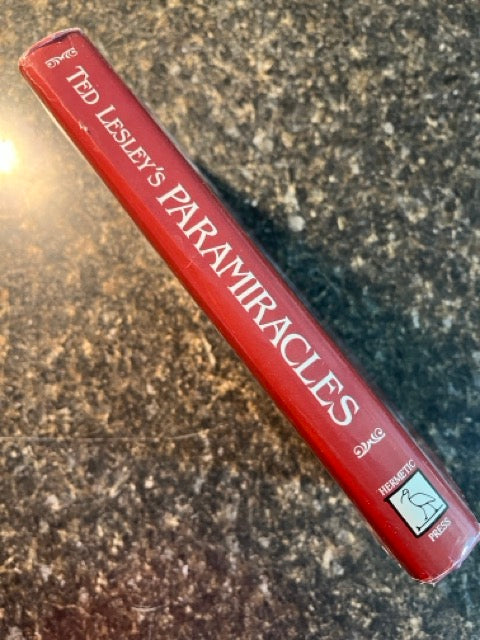 TED LESLEY'S PARAMIRACLES
HERMETIC
PRESS